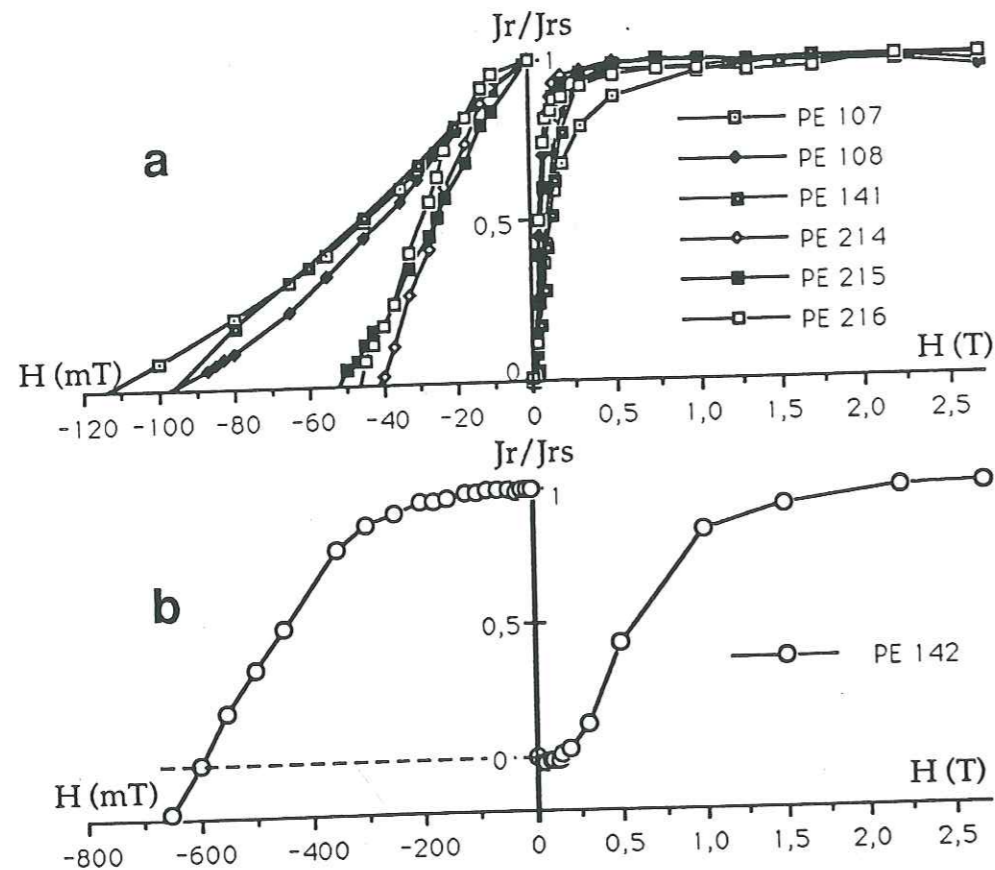 Jr/Jrs
1
a
PE 107
PE 108
PE 141
PE 214
PE 215
PE 216
0,5
0
H (mT)
H (T)
-120 -100 -80 -60 -40 -20 0 0,5 1,0 1,5 2,0 2,5
Jr/Jrs
1
b
0,5
PE 142
0
H (mT)
H (T)
-800 -600 -400 -200 0 0,5 1,0 1,5 2,0 2,5